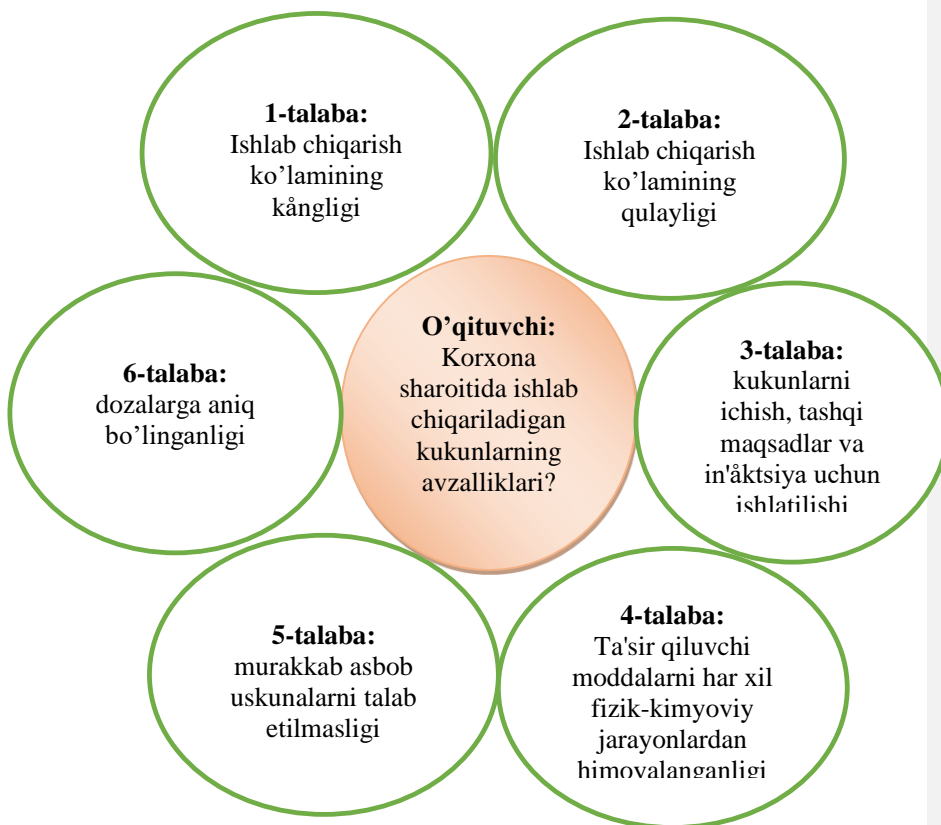 1-talaba:
Ishlab chiqarish
ko’lamining
kångligi
2-talaba:
Ishlab chiqarish
ko’lamining
qulayligi
O’qituvchi:
Korxona
sharoitida ishlab
chiqariladigan
kukunlarning
avzalliklari?
3-talaba:
kukunlarni
ichish, tashqi
maqsadlar va
in'åktsiya uchun
ishlatilishi
6-talaba:
dozalarga aniq
bo’linganligi
5-talaba:
murakkab asbob
uskunalarni talab
etilmasligi
4-talaba:
Ta'sir qiluvchi
moddalarni har xil
fizik-kimyoviy
jarayonlardan
himovalanganligi